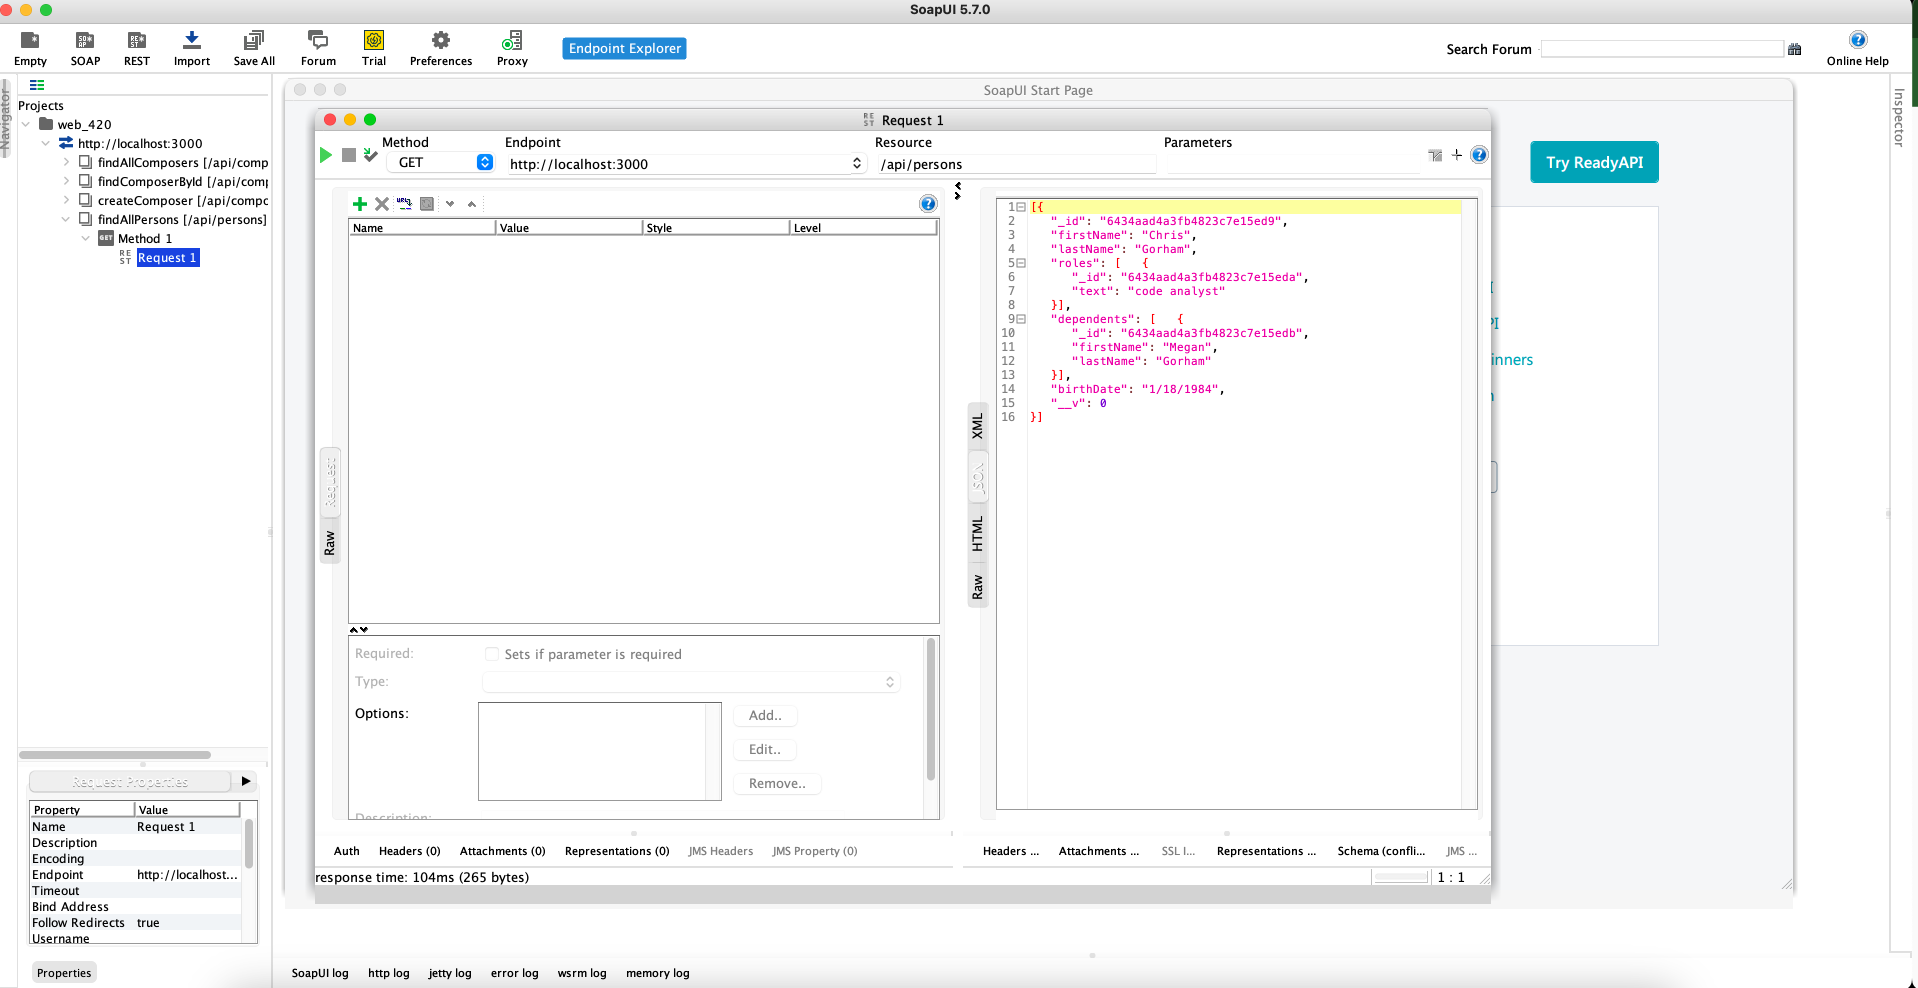 SoapUI 5.7.0
Empty SOAP REST Import Save All Forum Trial Preferences Proxy Endpoint Explorer Search Forum Online Help
Navigator
Projects
web_420
http://localhost:3000
findAllComposers [/api/comp
findComposerById [/api/comp
createComposer [/api/compo
findAllPersons [/api/persons]
GET Method 1
REST Request 1
Request Properties
Property Value
Name Request 1
Description
Encoding
Endpoint http://localhost...
Timeout
Bind Address
Follow Redirects true
Username
Properties
SoapUI Start Page
Try ReadyAPI
inners
Inspector
REST Request 1
Method Endpoint Resource Parameters
GET http://localhost:3000 /api/persons
Request
Raw
Name Value Style Level
Required: Sets if parameter is required
Type:
Options: Add..
Edit..
Remove..
Description:
Auth Headers (0) Attachments (0) Representations (0) JMS Headers JMS Property (0)
XML
JSON
HTML
Raw
1 [{
2 "_id": "6434aad4a3fb4823c7e15ed9",
3 "firstName": "Chris",
4 "lastName": "Gorham",
5 "roles": [ {
6 "_id": "6434aad4a3fb4823c7e15eda",
7 "text": "code analyst"
8 }],
9 "dependents": [ {
10 "_id": "6434aad4a3fb4823c7e15edb",
11 "firstName": "Megan",
12 "lastName": "Gorham"
13 }],
14 "birthDate": "1/18/1984",
15 "__v": 0
16 }]
Headers ... Attachments ... SSL I... Representations ... Schema (confli... JMS ...
response time: 104ms (265 bytes) 1 : 1
SoapUI log http log jetty log error log wsrm log memory log